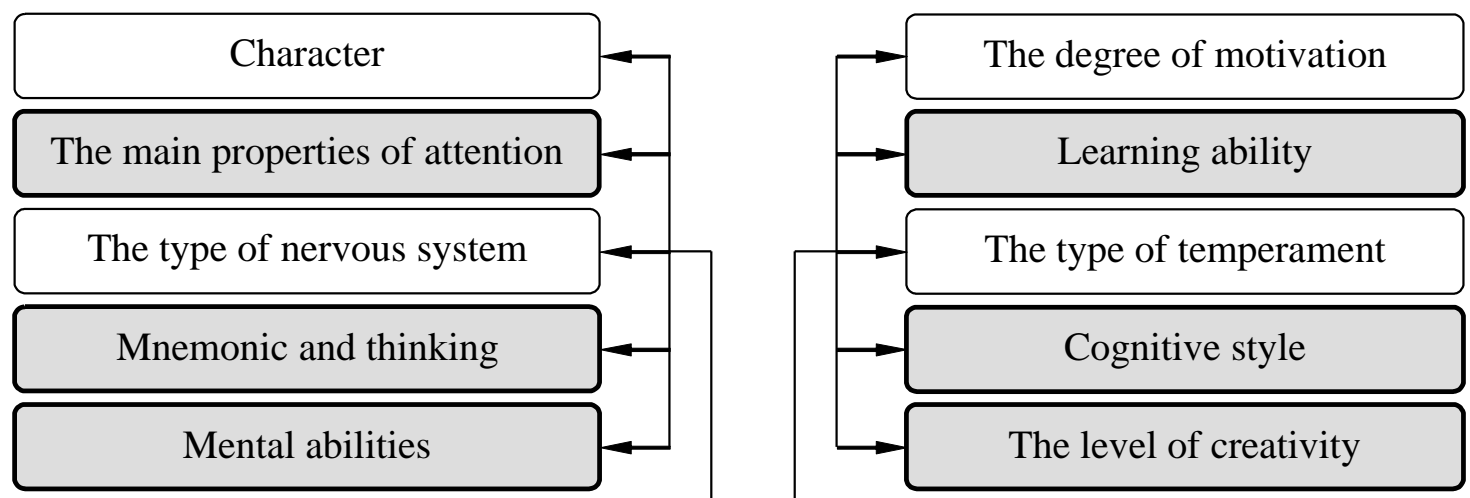 Character
The main properties of attention
The type of nervous system
Mnemonic and thinking
Mental abilities
The degree of motivation
Learning ability
The type of temperament
Cognitive style
The level of creativity